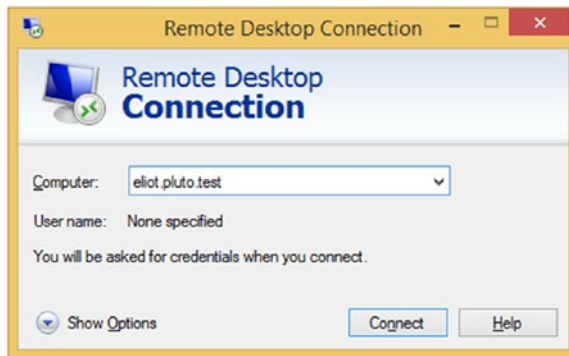 Remote Desktop Connection
Remote Desktop
Connection
Computer: eliot.pluto.test
User name: None specified
You will be asked for credentials when you connect.
Show Options Connect Help